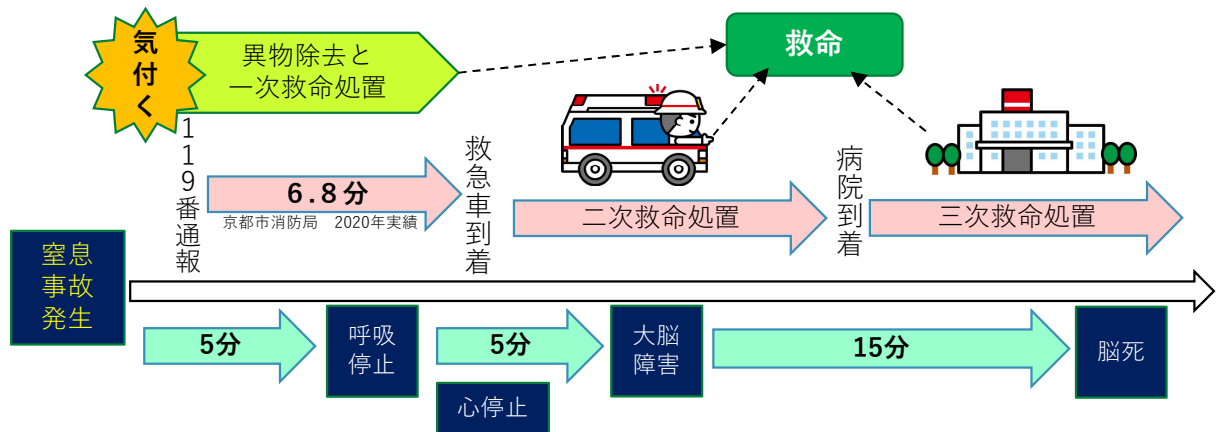 気付く
異物除去と
一次救命処置
救命
119番通報
6.8分
京都市消防局　2020年実績
救急車到着
二次救命処置
病院到着
三次救命処置
窒息
事故
発生
5分
呼吸
停止
5分
心停止
大脳
障害
15分
脳死